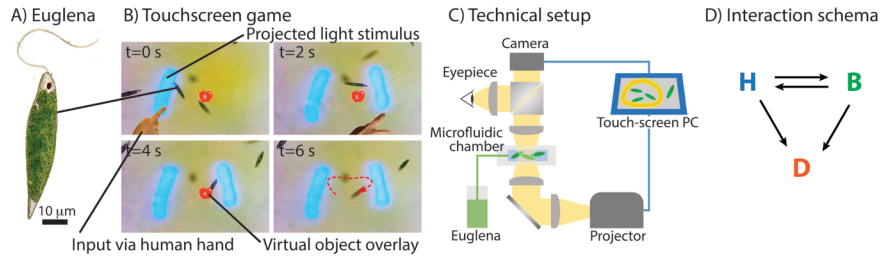 A) Euglena
10 µm
B) Touchscreen game
Projected light stimulus
t=0 s
t=2 s
t=4 s
t=6 s
Input via human hand
Virtual object overlay
C) Technical setup
Camera
Eyepiece
Touch-screen PC
Microfluidic
chamber
Euglena
Projector
D) Interaction schema
H
B
D